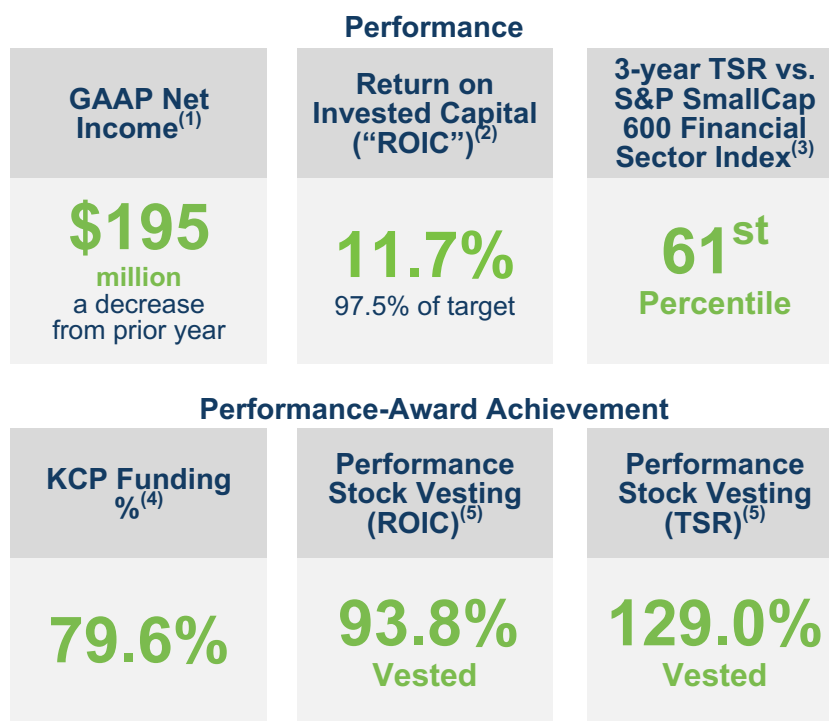 Performance
GAAP Net
Income(1)
$195
million
a decrease
from prior year
Return on
Invested Capital
(“ROIC”)(2)
11.7%
97.5% of target
3-year TSR vs.
S&P SmallCap
600 Financial
Sector Index(3)
61st
Percentile
Performance-Award Achievement
KCP Funding
%(4)
79.6%
Performance
Stock Vesting
(ROIC)(5)
93.8%
Vested
Performance
Stock Vesting
(TSR)(5)
129.0%
Vested